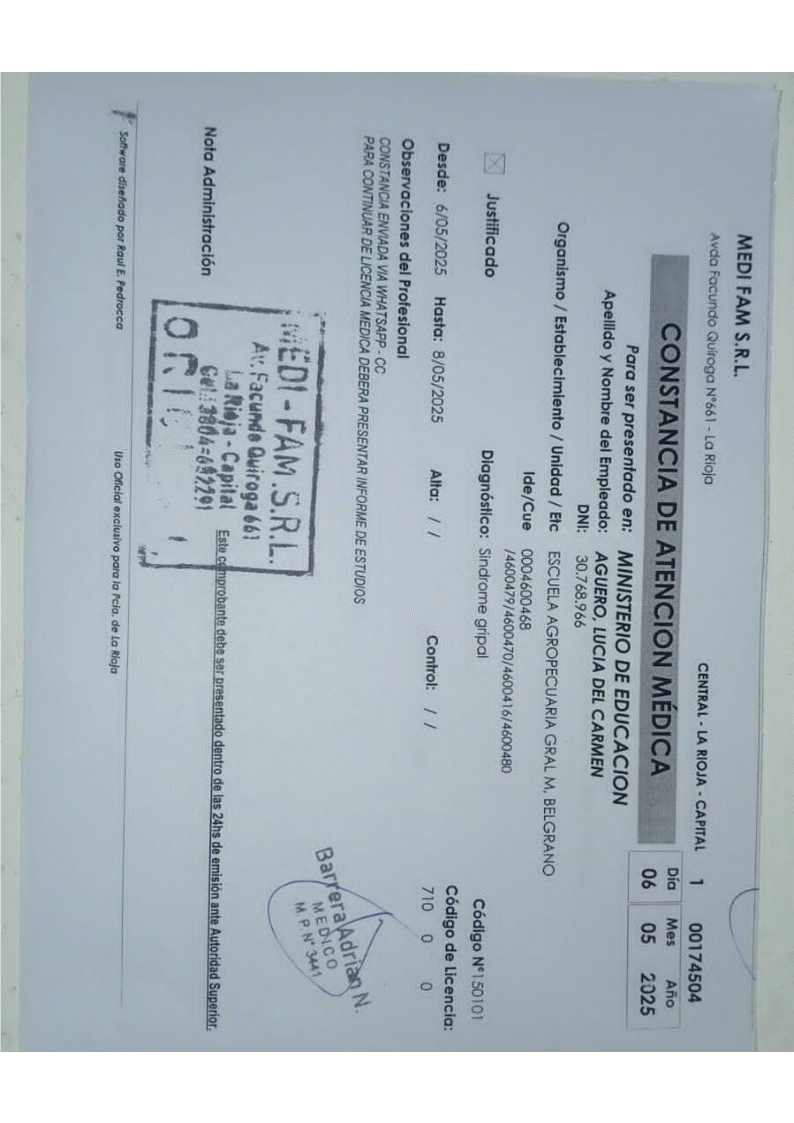 MEDI FAM S.R.L.
Avda Facundo Quiroga N°661 - La Rioja
CENTRAL - LA RIOJA - CAPITAL 1 00174504
CONSTANCIA DE ATENCION MÉDICA
Día Mes Año
06 05 2025
Para ser presentado en: MINISTERIO DE EDUCACION
Apellido y Nombre del Empleado: AGUERO, LUCIA DEL CARMEN
DNI: 30.768.966
Organismo / Establecimiento / Unidad / Etc ESCUELA AGROPECUARIA GRAL M, BELGRANO
Ide/Cue 0004600468
/4600479/4600470/4600416/4600480
Justificado
Diagnóstico: Sindrome gripal
Código N°150101
Código de Licencia:
710 0 0
Desde: 6/05/2025 Hasta: 8/05/2025 Alta: / / Control: / /
Observaciones del Profesional
CONSTANCIA ENVIADA VIA WHATSAPP - CC
PARA CONTINUAR DE LICENCIA MEDICA DEBERA PRESENTAR INFORME DE ESTUDIOS
Barrera Adrian N.
MEDICO
M.P N° 3441
MEDI - FAM.S.R.L.
Av. Facundo Quiroga 661
La Rioja - Capital
Cel.: 3804-697291
Nota Administración
Este comprobante debe ser presentado dentro de las 24hs de emisión ante Autoridad Superior.
Software diseñado por Raul E. Pedrocca
Uso Oficial exclusivo para la Pcia. de La Rioja